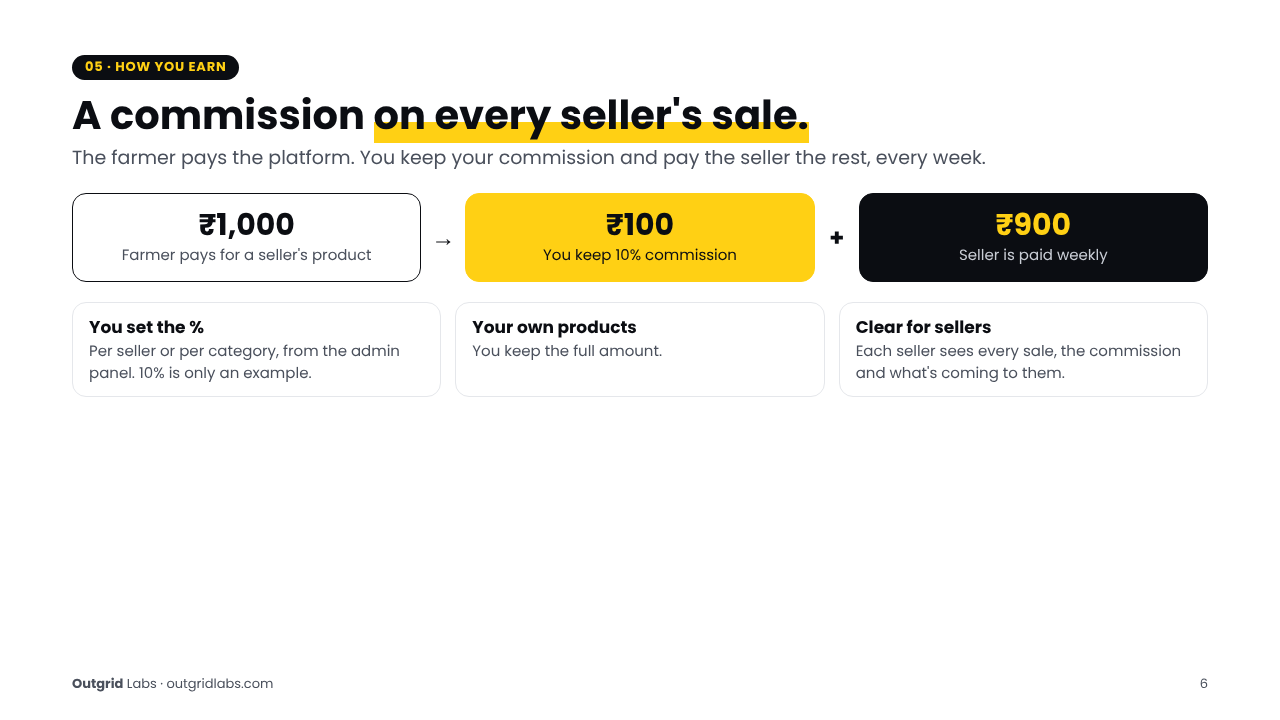 05 · HOW YOU EARN
A commission on every seller's sale.
The farmer pays the platform. You keep your commission and pay the seller the rest, every week.
₹1,000
Farmer pays for a seller's product
→
₹100
You keep 10% commission
+
₹900
Seller is paid weekly
You set the %
Per seller or per category, from the admin
panel. 10% is only an example.
Your own products
You keep the full amount.
Clear for sellers
Each seller sees every sale, the commission
and what's coming to them.
Outgrid Labs · outgridlabs.com
6